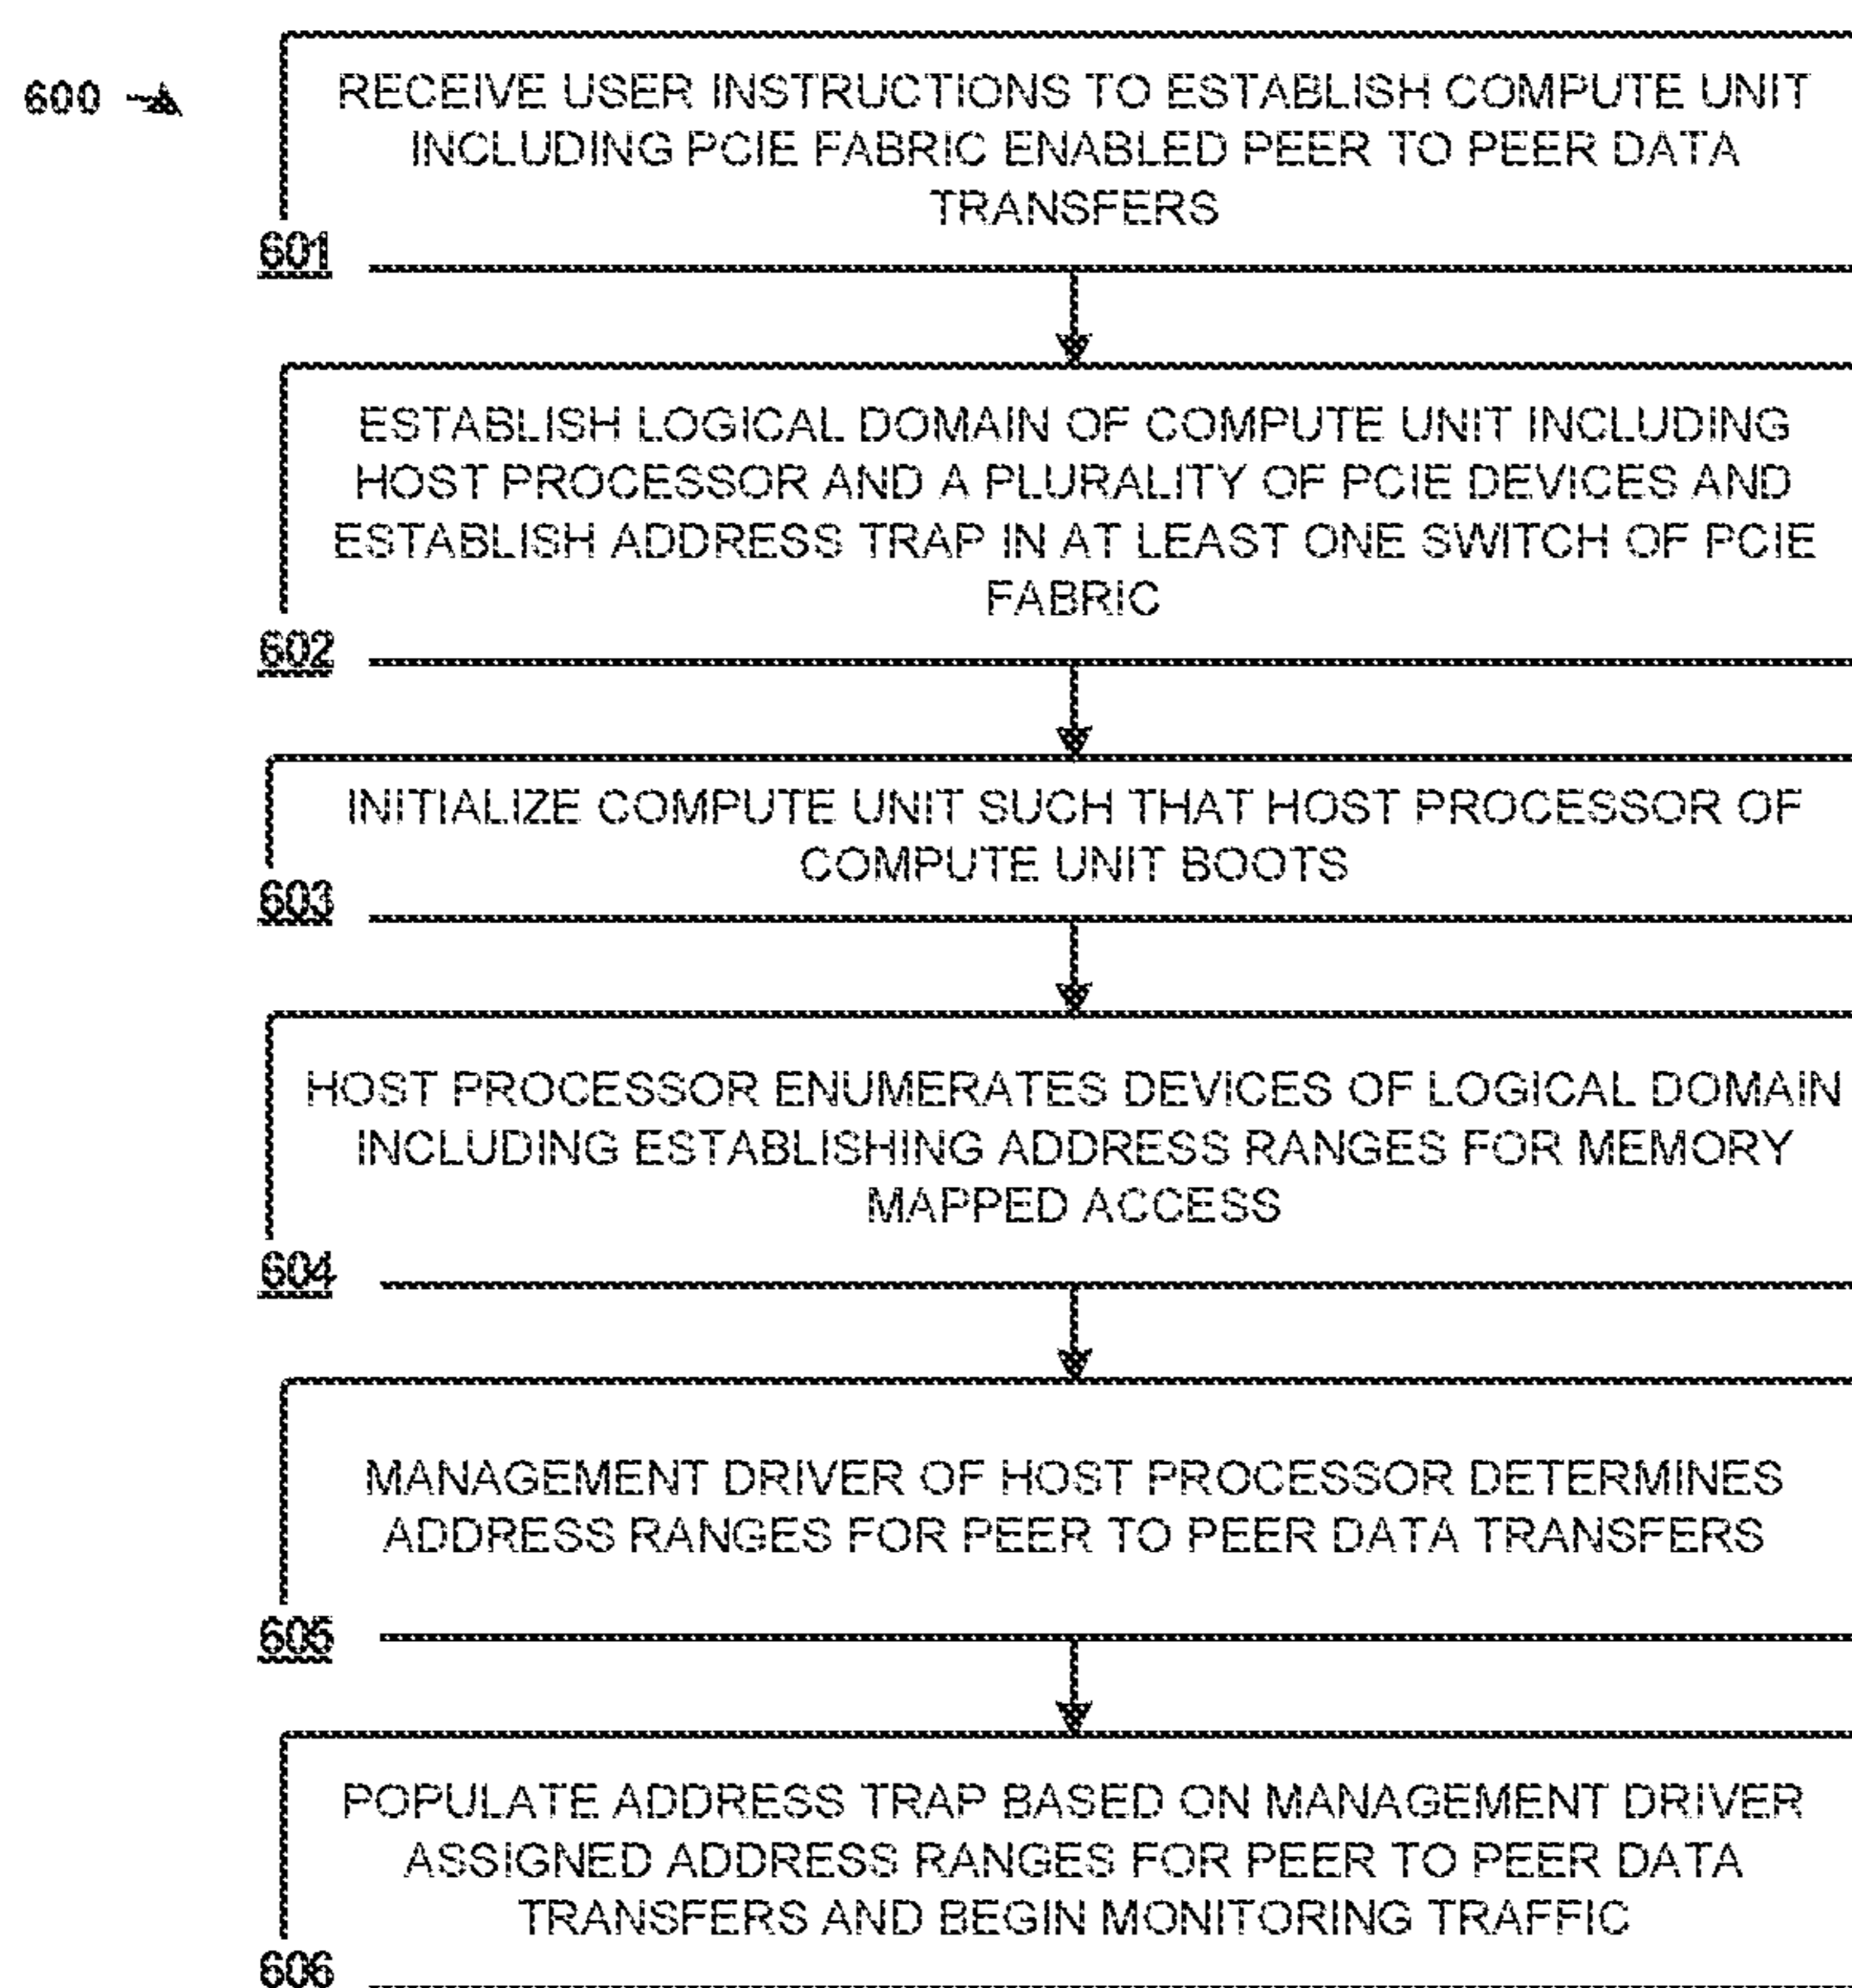 600
RECEIVE USER INSTRUCTIONS TO ESTABLISH COMPUTE UNIT
INCLUDING PCIE FABRIC ENABLED PEER TO PEER DATA
TRANSFERS
601
ESTABLISH LOGICAL DOMAIN OF COMPUTE UNIT INCLUDING
HOST PROCESSOR AND A PLURALITY OF PCIE DEVICES AND
ESTABLISH ADDRESS TRAP IN AT LEAST ONE SWITCH OF PCIE
FABRIC
602
INITIALIZE COMPUTE UNIT SUCH THAT HOST PROCESSOR OF
COMPUTE UNIT BOOTS
603
HOST PROCESSOR ENUMERATES DEVICES OF LOGICAL DOMAIN
INCLUDING ESTABLISHING ADDRESS RANGES FOR MEMORY
MAPPED ACCESS
604
MANAGEMENT DRIVER OF HOST PROCESSOR DETERMINES
ADDRESS RANGES FOR PEER TO PEER DATA TRANSFERS
605
POPULATE ADDRESS TRAP BASED ON MANAGEMENT DRIVER
ASSIGNED ADDRESS RANGES FOR PEER TO PEER DATA
TRANSFERS AND BEGIN MONITORING TRAFFIC
606